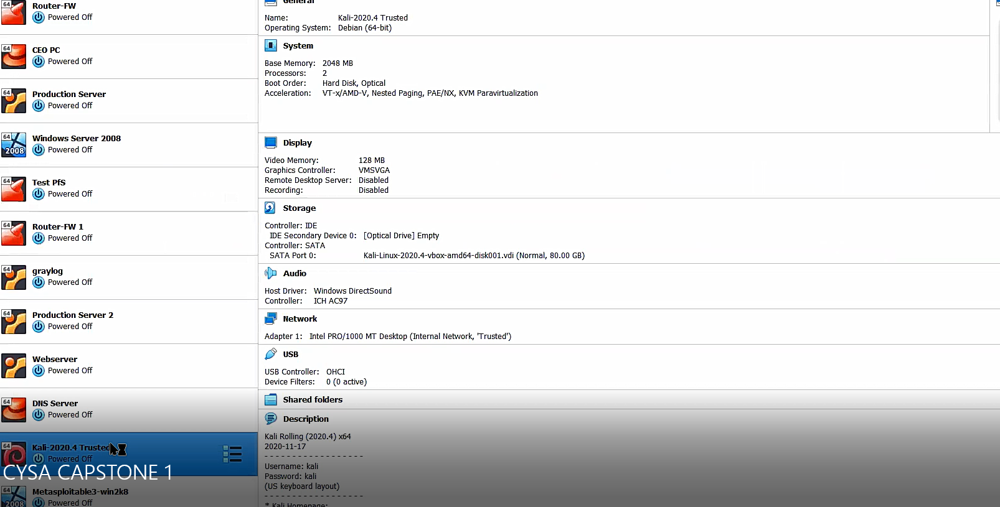 64
Router-FW
Powered Off
64
CEO PC
Powered Off
64
Production Server
Powered Off
64
2008
Windows Server 2008
Powered Off
64
Test PfS
Powered Off
64
Router-FW 1
Powered Off
64
graylog
Powered Off
64
Production Server 2
Powered Off
64
Webserver
Powered Off
64
DNS Server
Powered Off
64
Kali-2020.4 Trusted
Powered Off
CYSA CAPSTONE 1
64
2008
Metasploitable3-win2k8
Powered Off
General
Name: Kali-2020.4 Trusted
Operating System: Debian (64-bit)
System
Base Memory: 2048 MB
Processors: 2
Boot Order: Hard Disk, Optical
Acceleration: VT-x/AMD-V, Nested Paging, PAE/NX, KVM Paravirtualization
Display
Video Memory: 128 MB
Graphics Controller: VMSVGA
Remote Desktop Server: Disabled
Recording: Disabled
Storage
Controller: IDE
IDE Secondary Device 0: [Optical Drive] Empty
Controller: SATA
SATA Port 0: Kali-Linux-2020.4-vbox-amd64-disk001.vdi (Normal, 80.00 GB)
Audio
Host Driver: Windows DirectSound
Controller: ICH AC97
Network
Adapter 1: Intel PRO/1000 MT Desktop (Internal Network, 'Trusted')
USB
USB Controller: OHCI
Device Filters: 0 (0 active)
Shared folders
Description
Kali Rolling (2020.4) x64
2020-11-17
- - - - - - - - - - - - - - - - - -
Username: kali
Password: kali
(US keyboard layout)
- - - - - - - - - - - - - - - - - -
* Kali Homepage: